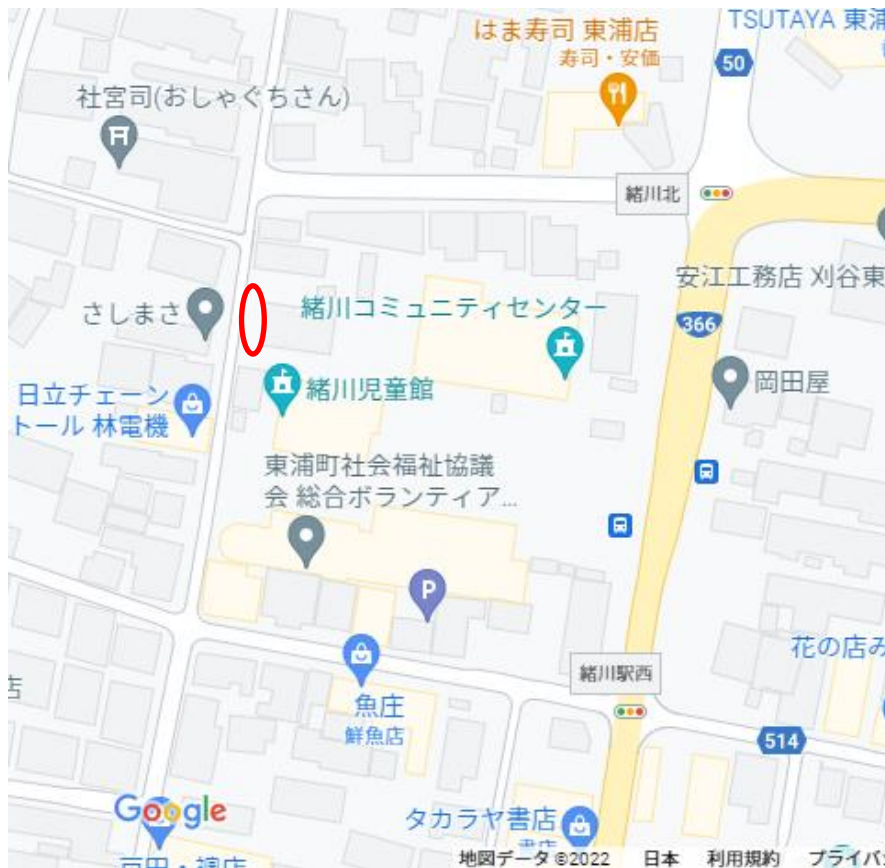 はま寿司 東浦店
寿司・安価
TSUTAYA 東浦
50
社宮司(おしゃぐちさん)
緒川北
安江工務店 刈谷東
さしまさ
緒川コミュニティセンター
366
緒川児童館
岡田屋
日立チェーン
トール 林電機
東浦町社会福祉協議
会 総合ボランティア...
P
花の店み
店
緒川駅西
魚庄
鮮魚店
514
Google
タカラヤ書店
地図データ ©2022 日本 利用規約 プライバ